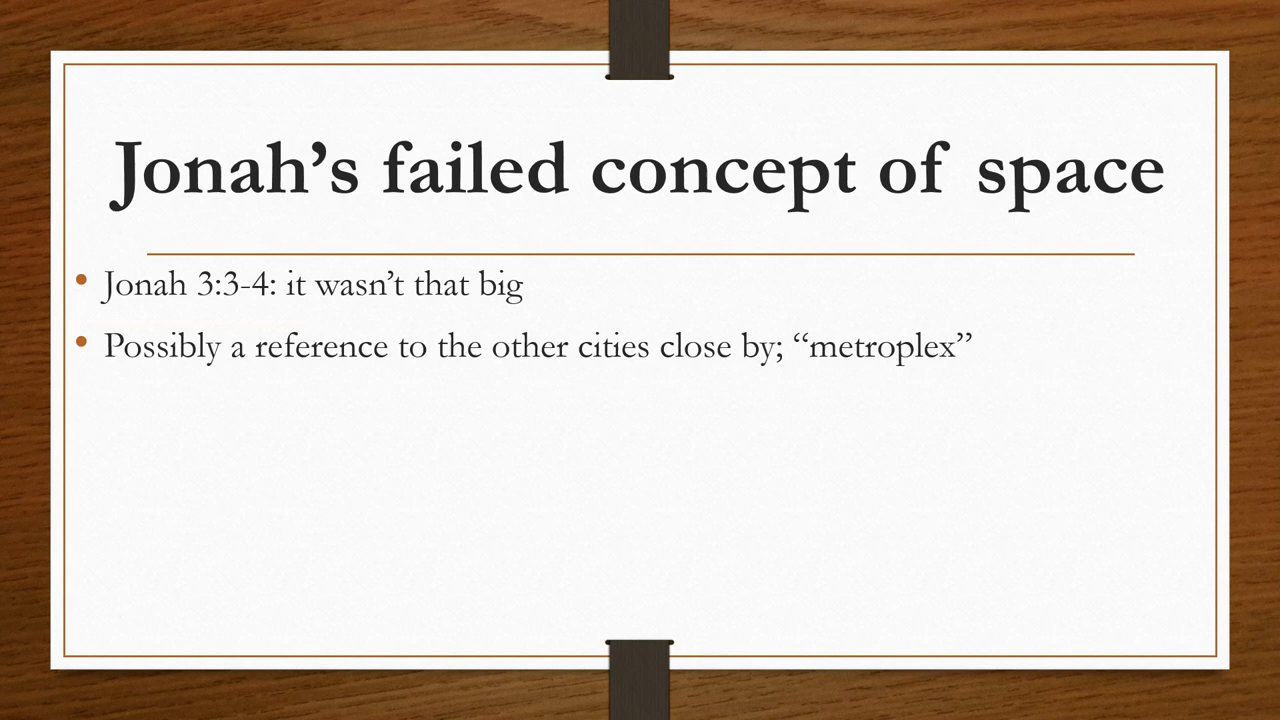 Jonah’s failed concept of space
• Jonah 3:3-4: it wasn’t that big
• Possibly a reference to the other cities close by; “metroplex”